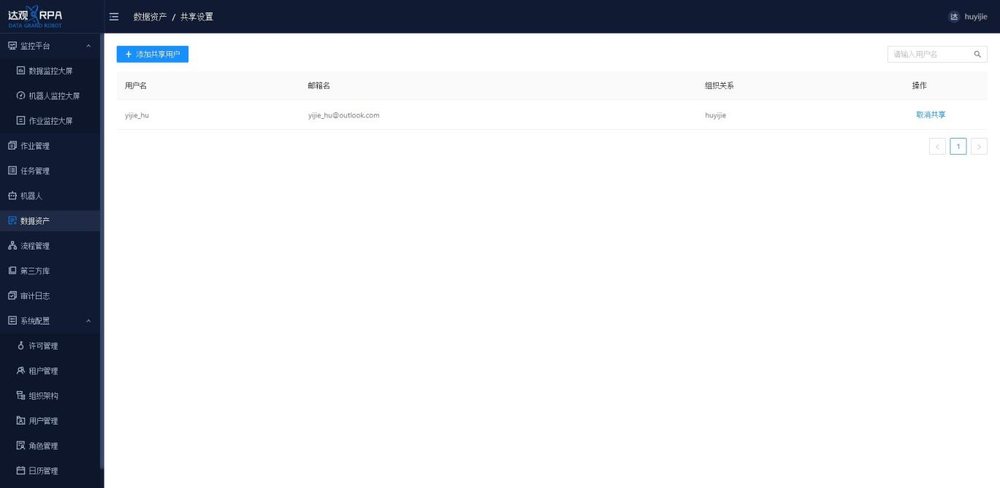 达观 RPA
DATA GRAND ROBOT
数据资产 / 共享设置
达 huyijie
监控平台
数据监控大屏
机器人监控大屏
作业监控大屏
作业管理
任务管理
机器人
数据资产
流程管理
第三方库
审计日志
系统配置
许可管理
租户管理
组织架构
用户管理
角色管理
日历管理
+ 添加共享用户
请输入用户名
用户名 邮箱名 组织关系 操作
yijie_hu yijie_hu@outlook.com huyijie 取消共享
< 1 >